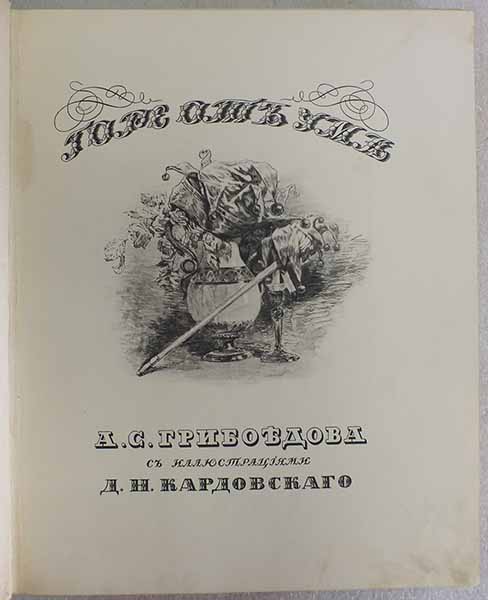 ГОРЕ ОТЪ УМА
А.С. ГРИБОѢДОВА
СЪ ИЛЛЮСТРАЦІЯМИ
Д.Н. КАРДОВСКАГО